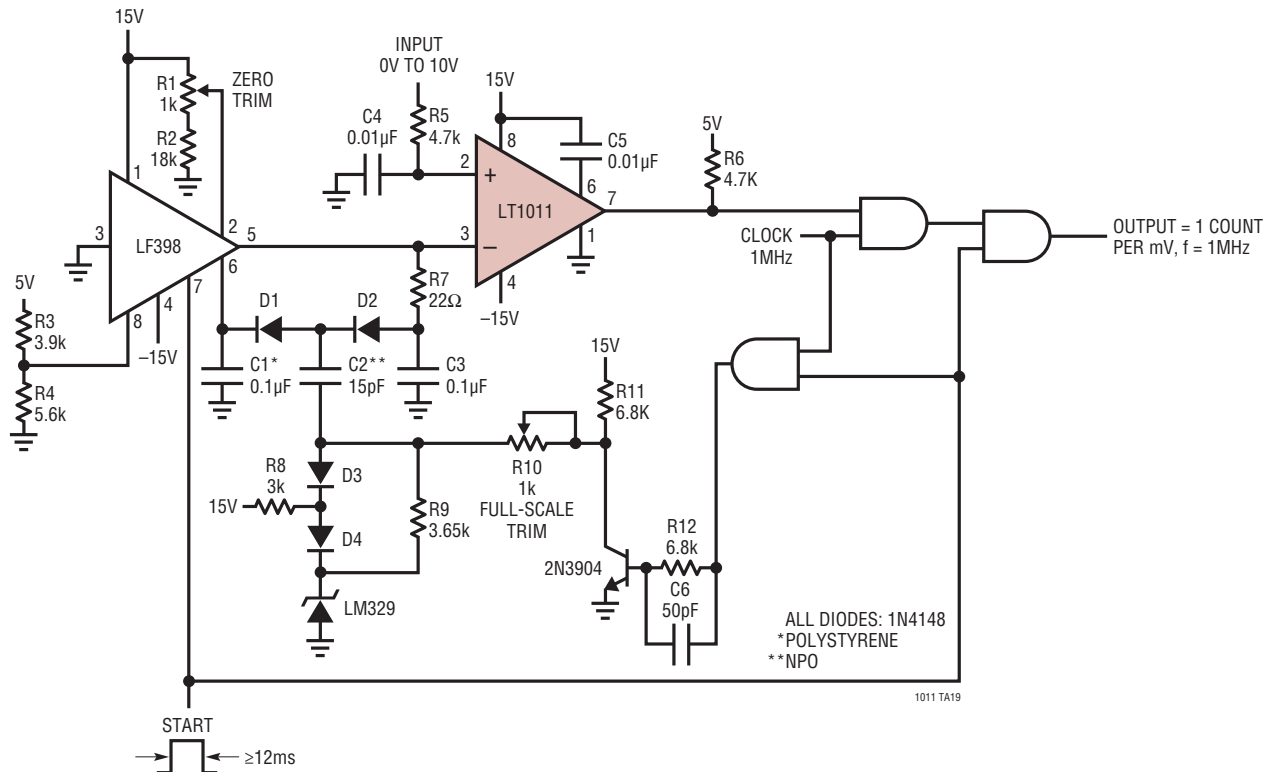 15V
R1
1k
ZERO
TRIM
R2
18k
1
3
LF398
2
5
6
7
4
8
–15V
5V
R3
3.9k
R4
5.6k
INPUT
0V TO 10V
C4
0.01µF
R5
4.7k
15V
8
C5
0.01µF
2
+
6
LT1011
7
3
–
1
4
–15V
R7
22Ω
D1
D2
C1*
0.1µF
C2**
15pF
C3
0.1µF
5V
R6
4.7K
CLOCK
1MHz
OUTPUT = 1 COUNT
PER mV, f = 1MHz
15V
R11
6.8K
R8
3k
15V
D3
D4
R9
3.65k
R10
1k
FULL-SCALE
TRIM
LM329
2N3904
R12
6.8k
C6
50pF
ALL DIODES: 1N4148
*POLYSTYRENE
**NPO
1011 TA19
START
≥12ms